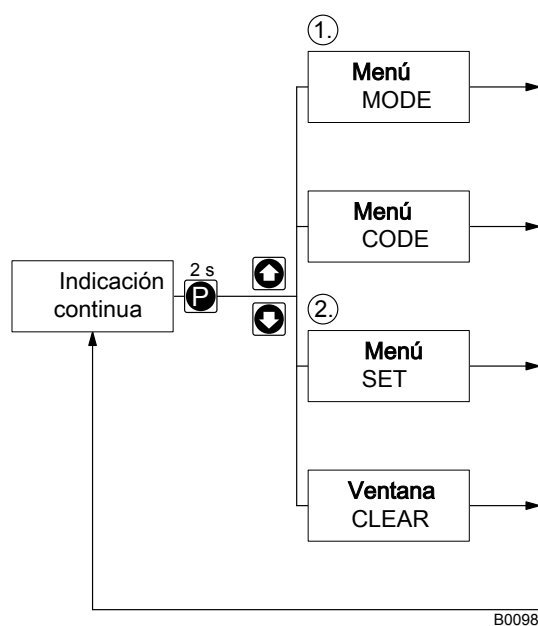 1.
Menú
MODE
Menú
CODE
2 s
Indicación
continua
P
2.
Menú
SET
Ventana
CLEAR
B0098